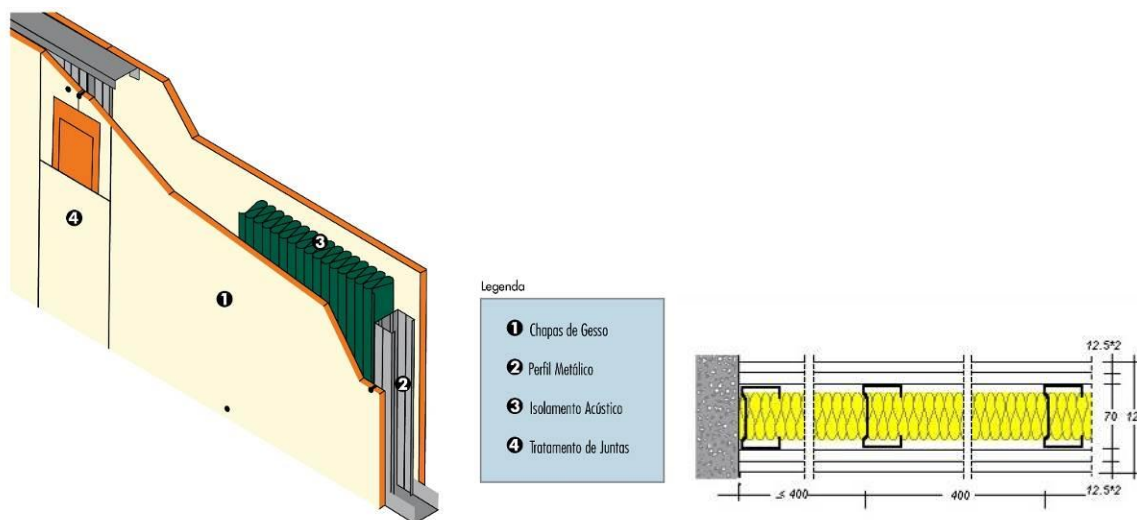 4
1
3
2
Legenda
1 Chapas de Gesso
2 Perfil Metálico
3 Isolamento Acústico
4 Tratamento de Juntas
12.5*2
70
12.5*2
≤ 400
400